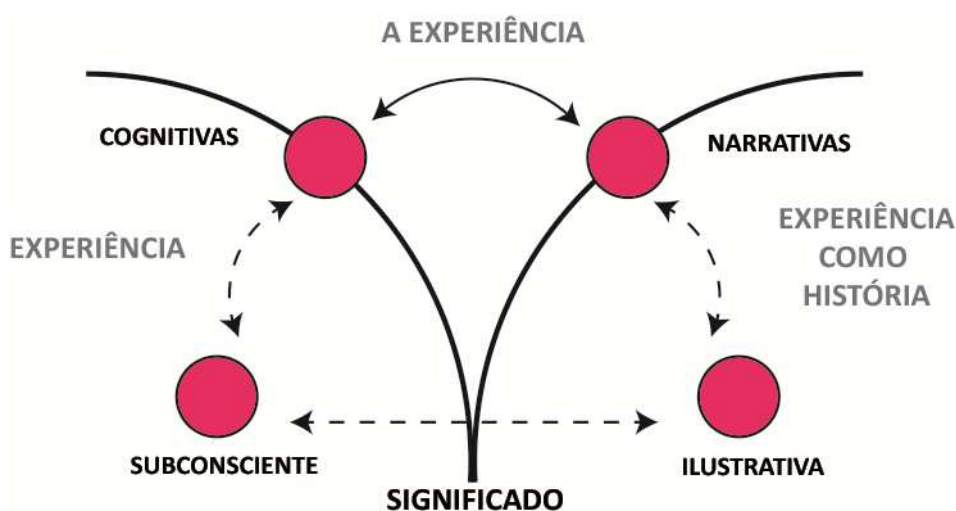 A EXPERIÊNCIA
COGNITIVAS
NARRATIVAS
EXPERIÊNCIA
EXPERIÊNCIA
COMO
HISTÓRIA
SUBCONSCIENTE
ILUSTRATIVA
SIGNIFICADO